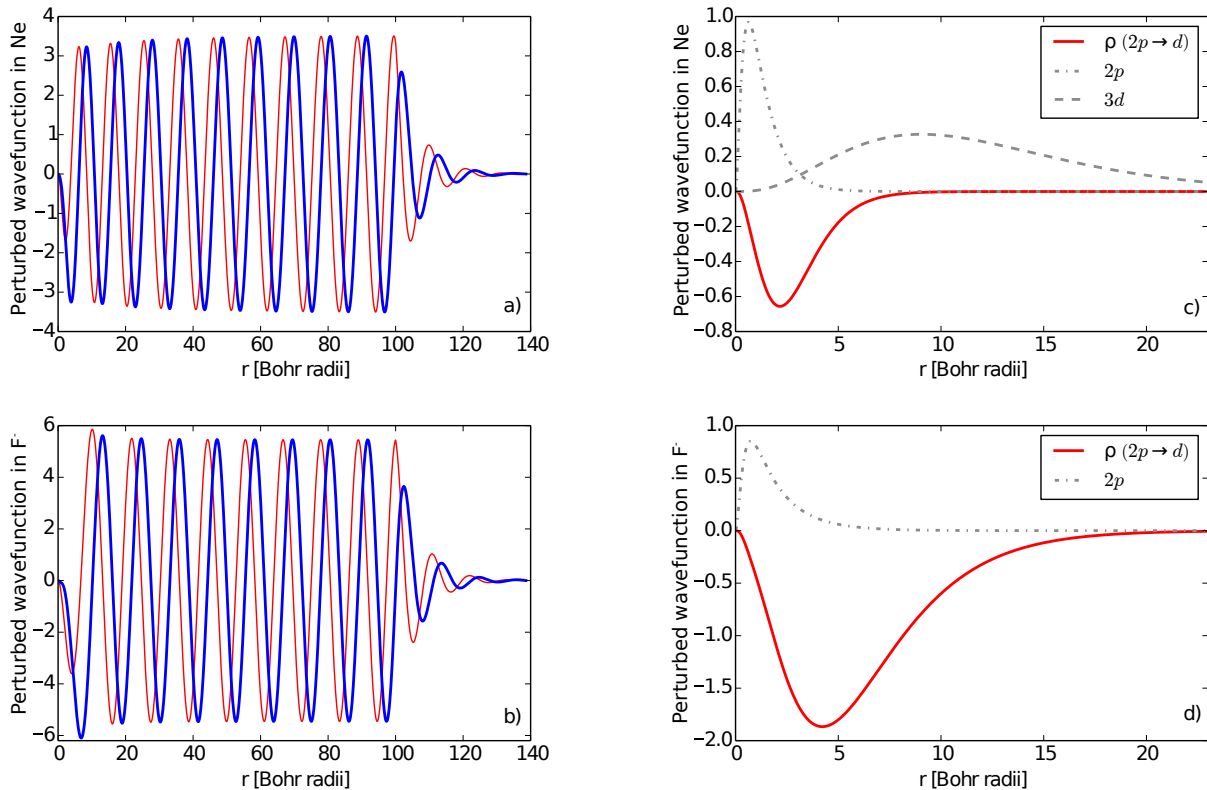 Perturbed wavefunction in Ne
4
3
2
1
0
−1
−2
−3
−4
0 20 40 60 80 100 120 140
r [Bohr radii]
a)
Perturbed wavefunction in Ne
1.0
0.8
0.6
0.4
0.2
0.0
−0.2
−0.4
−0.6
−0.8
0 5 10 15 20
r [Bohr radii]
ρ (2p→d)
2p
3d
c)
Perturbed wavefunction in F-
6
4
2
0
−2
−4
−6
0 20 40 60 80 100 120 140
r [Bohr radii]
b)
Perturbed wavefunction in F-
1.0
0.5
0.0
−0.5
−1.0
−1.5
−2.0
0 5 10 15 20
r [Bohr radii]
ρ (2p→d)
2p
d)